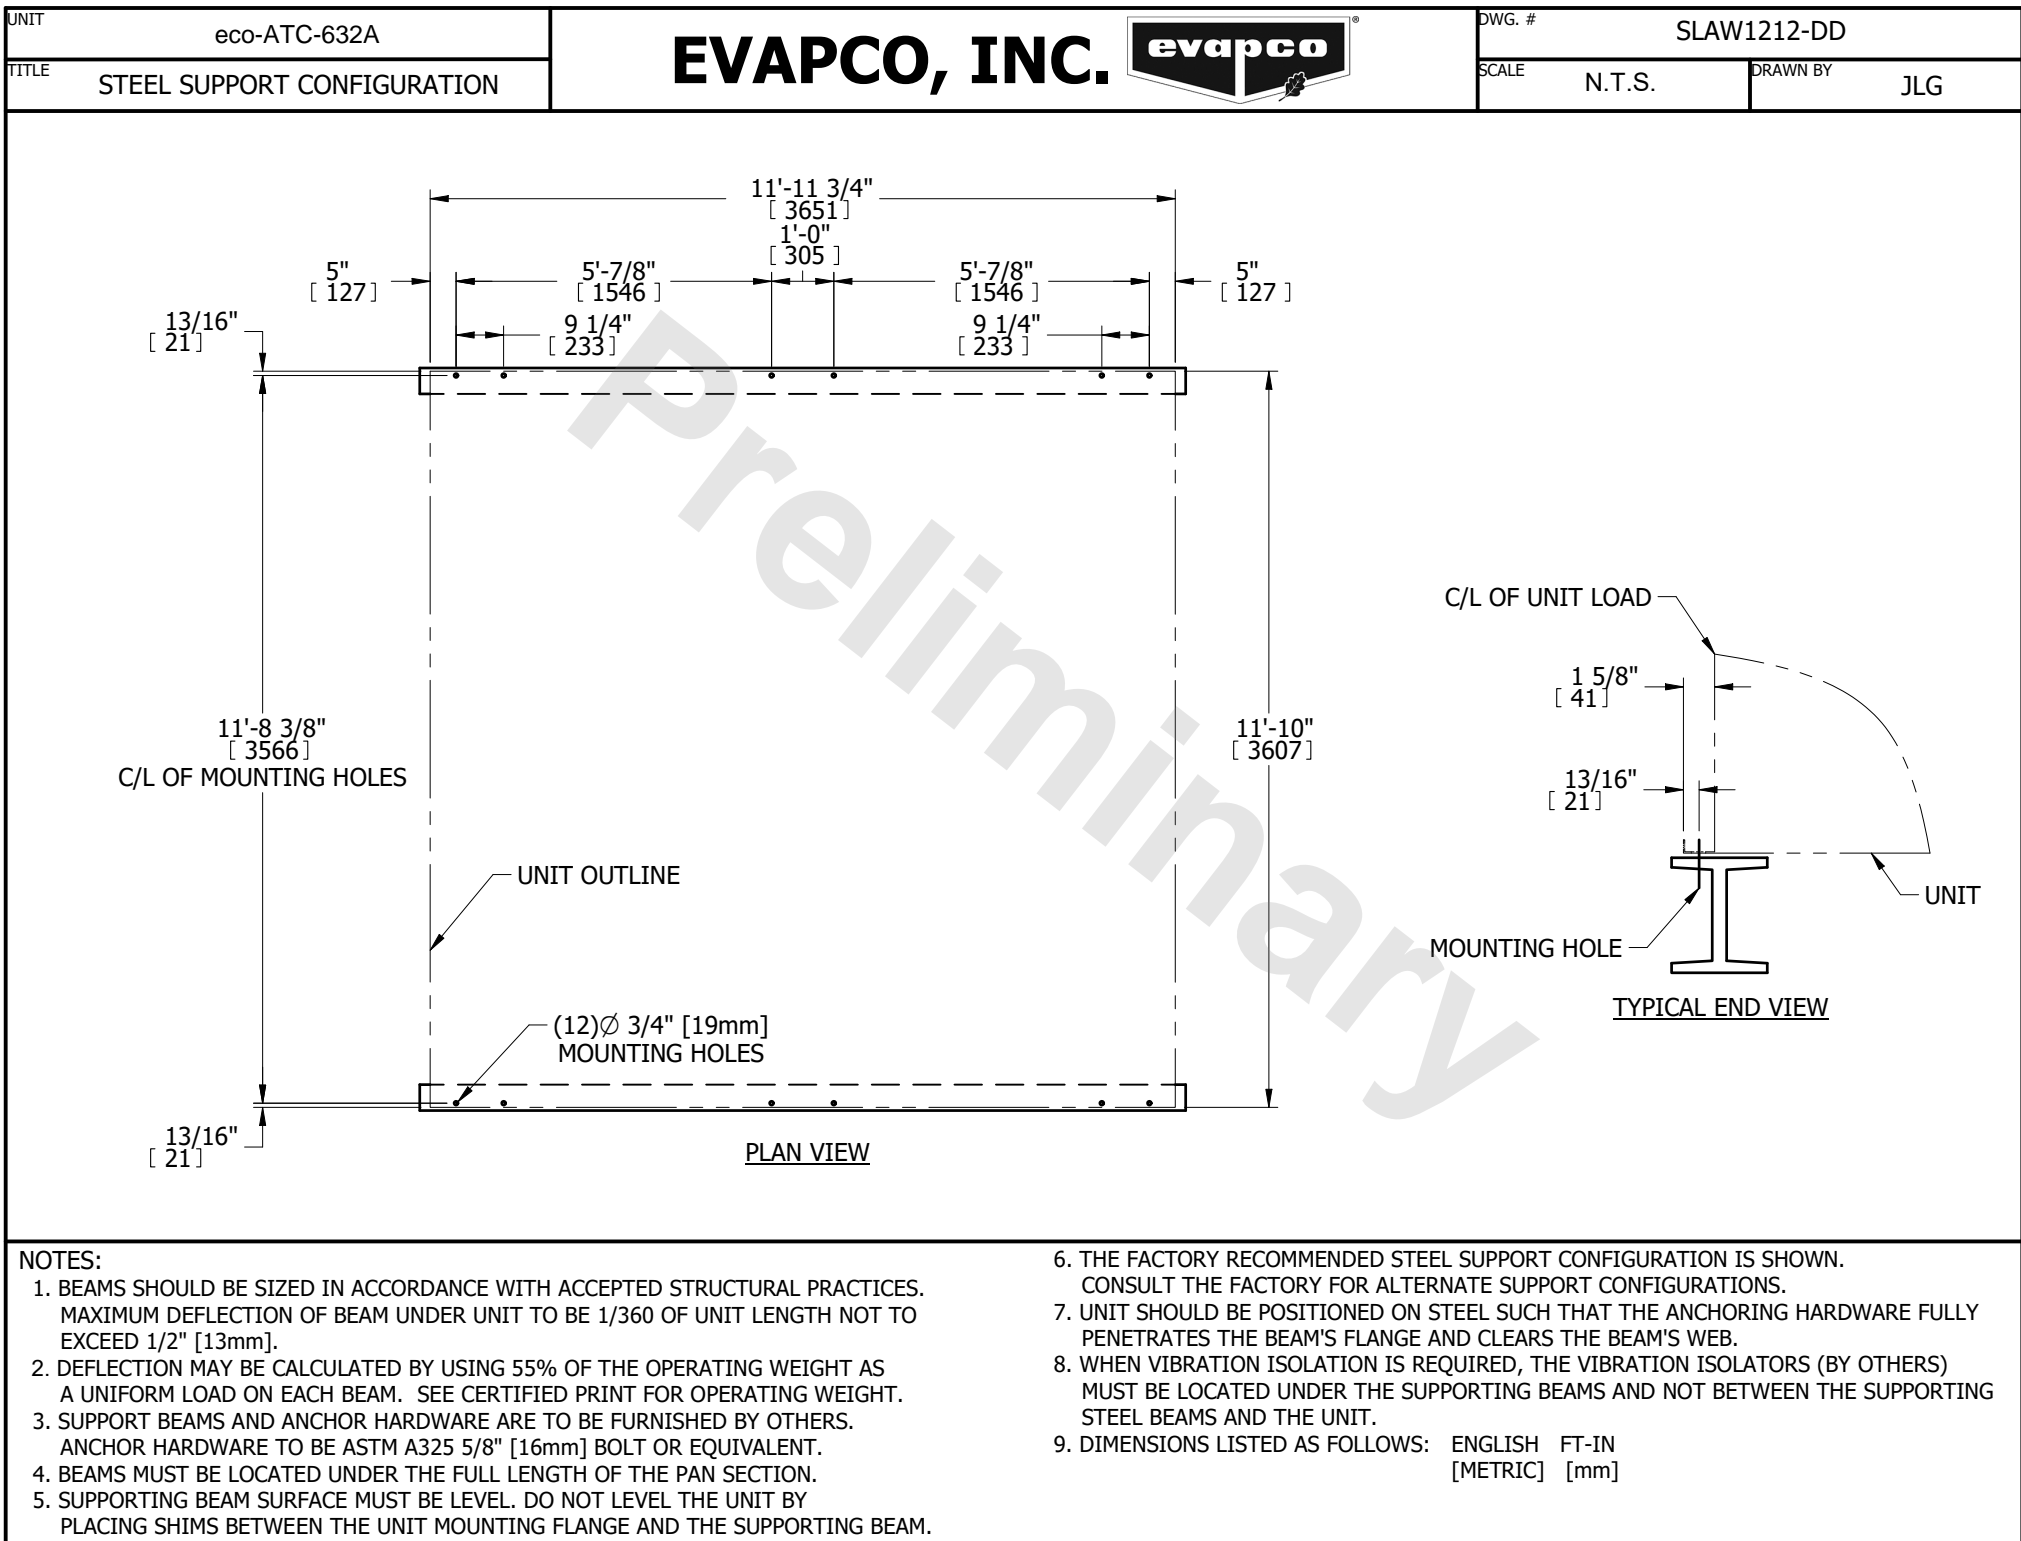 UNIT
eco-ATC-632A
TITLE
STEEL SUPPORT CONFIGURATION
EVAPCO, INC.
evapco
®
DWG. #
SLAW1212-DD
SCALE
N.T.S.
DRAWN BY
JLG
11'-11 3/4"
[ 3651]
1'-0"
[ 305 ]
5"
[ 127]
5'-7/8"
[ 1546 ]
5'-7/8"
[ 1546 ]
5"
[ 127 ]
13/16"
[ 21]
9 1/4"
[ 233]
9 1/4"
[ 233 ]
Preliminary
11'-8 3/8"
[ 3566]
C/L OF MOUNTING HOLES
11'-10"
[ 3607]
UNIT OUTLINE
(12)∅ 3/4" [19mm]
MOUNTING HOLES
13/16"
[ 21]
PLAN VIEW
C/L OF UNIT LOAD
1 5/8"
[ 41]
13/16"
[ 21]
UNIT
MOUNTING HOLE
TYPICAL END VIEW
NOTES:
1. BEAMS SHOULD BE SIZED IN ACCORDANCE WITH ACCEPTED STRUCTURAL PRACTICES.
MAXIMUM DEFLECTION OF BEAM UNDER UNIT TO BE 1/360 OF UNIT LENGTH NOT TO
EXCEED 1/2" [13mm].
2. DEFLECTION MAY BE CALCULATED BY USING 55% OF THE OPERATING WEIGHT AS
A UNIFORM LOAD ON EACH BEAM. SEE CERTIFIED PRINT FOR OPERATING WEIGHT.
3. SUPPORT BEAMS AND ANCHOR HARDWARE ARE TO BE FURNISHED BY OTHERS.
ANCHOR HARDWARE TO BE ASTM A325 5/8" [16mm] BOLT OR EQUIVALENT.
4. BEAMS MUST BE LOCATED UNDER THE FULL LENGTH OF THE PAN SECTION.
5. SUPPORTING BEAM SURFACE MUST BE LEVEL. DO NOT LEVEL THE UNIT BY
PLACING SHIMS BETWEEN THE UNIT MOUNTING FLANGE AND THE SUPPORTING BEAM.
6. THE FACTORY RECOMMENDED STEEL SUPPORT CONFIGURATION IS SHOWN.
CONSULT THE FACTORY FOR ALTERNATE SUPPORT CONFIGURATIONS.
7. UNIT SHOULD BE POSITIONED ON STEEL SUCH THAT THE ANCHORING HARDWARE FULLY
PENETRATES THE BEAM'S FLANGE AND CLEARS THE BEAM'S WEB.
8. WHEN VIBRATION ISOLATION IS REQUIRED, THE VIBRATION ISOLATORS (BY OTHERS)
MUST BE LOCATED UNDER THE SUPPORTING BEAMS AND NOT BETWEEN THE SUPPORTING
STEEL BEAMS AND THE UNIT.
9. DIMENSIONS LISTED AS FOLLOWS: ENGLISH FT-IN
[METRIC] [mm]